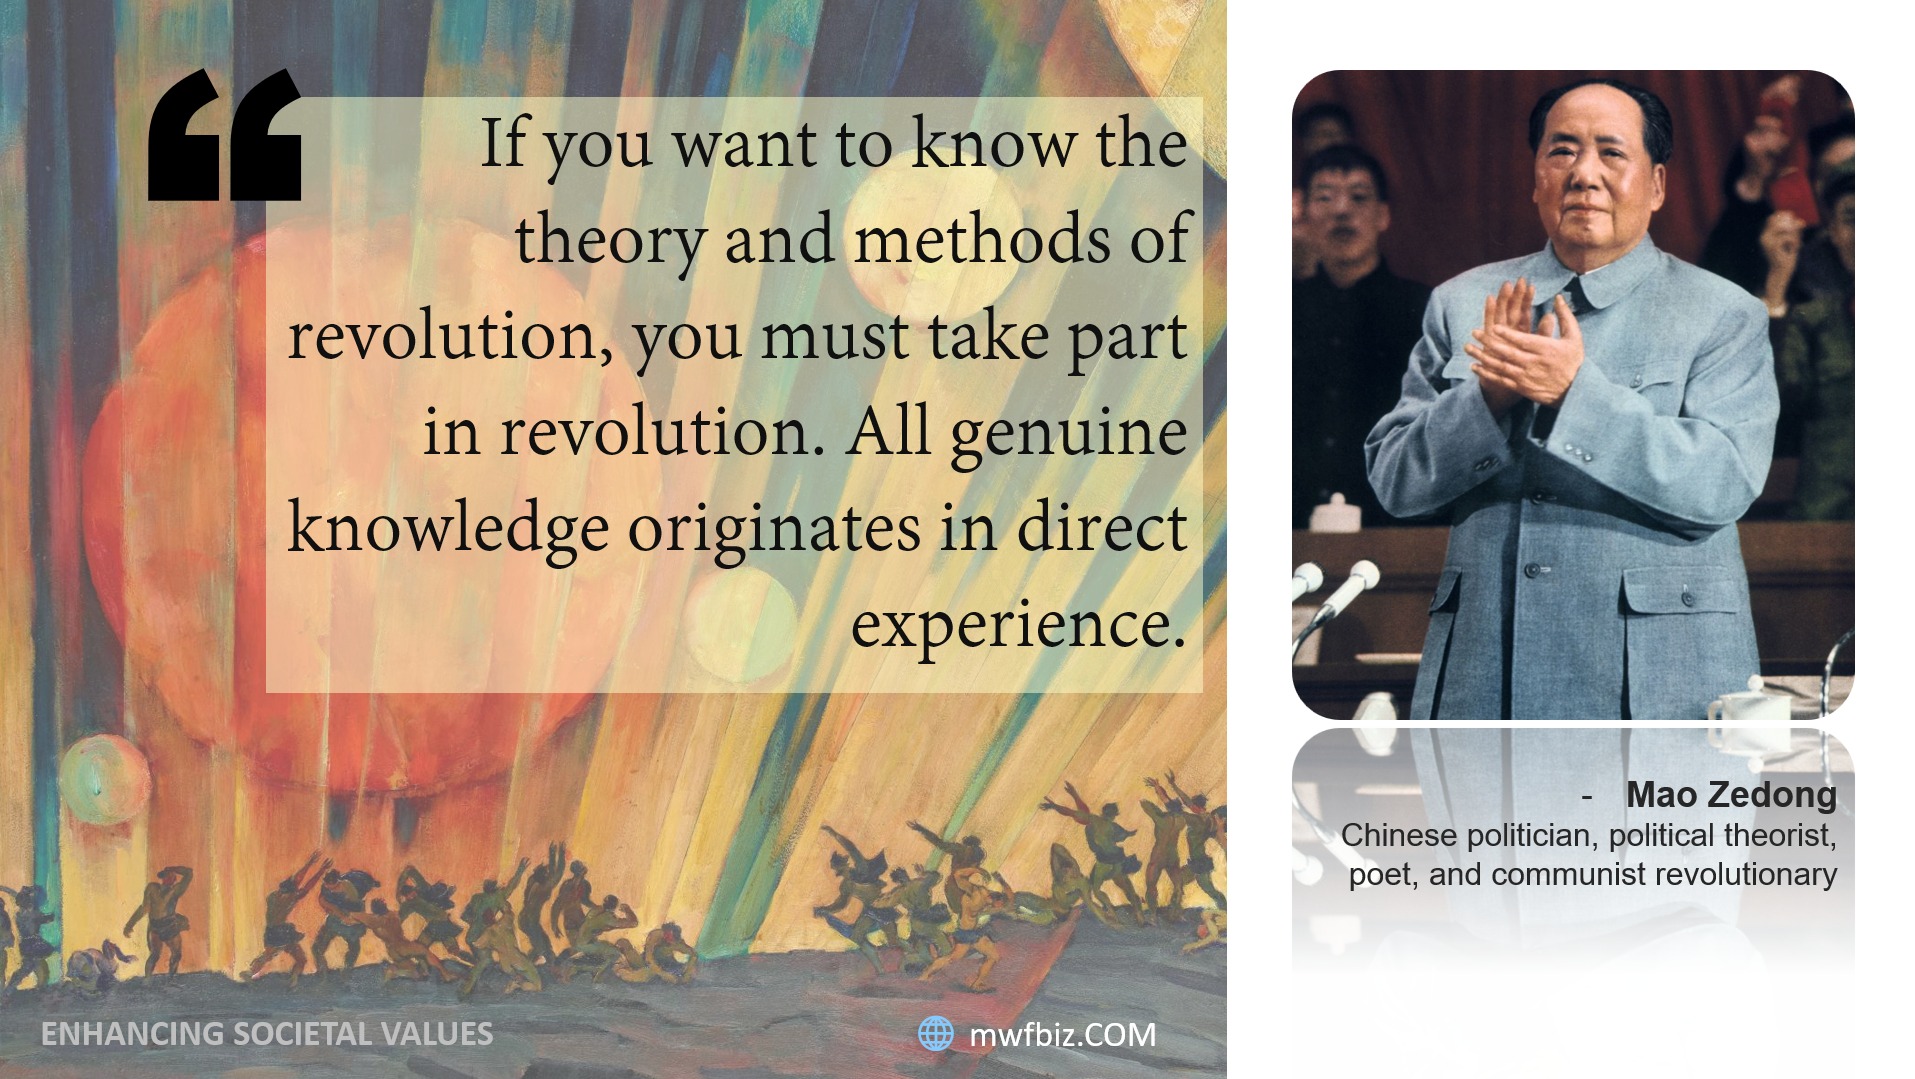 “
If you want to know the
theory and methods of
revolution, you must take part
in revolution. All genuine
knowledge originates in direct
experience.
- Mao Zedong
Chinese politician, political theorist,
poet, and communist revolutionary
ENHANCING SOCIETAL VALUES
mwfbiz.COM